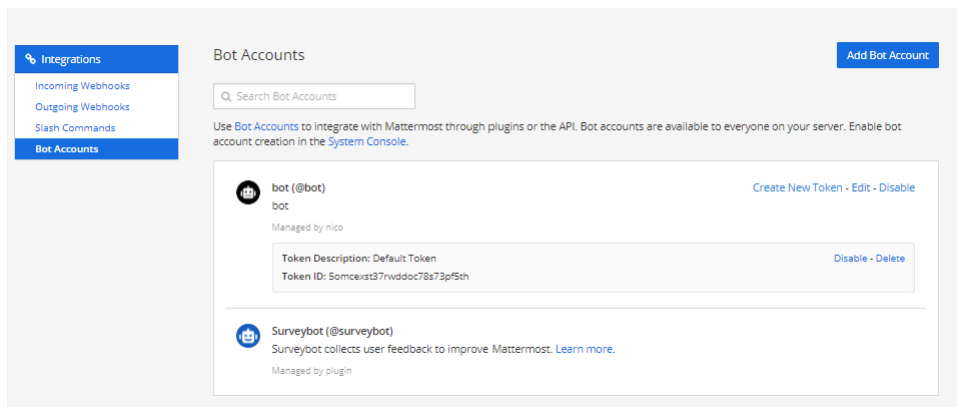 Integrations
Incoming Webhooks
Outgoing Webhooks
Slash Commands
Bot Accounts
Bot Accounts
Add Bot Account
Search Bot Accounts
Use Bot Accounts to integrate with Mattermost through plugins or the API. Bot accounts are available to everyone on your server. Enable bot
account creation in the System Console.
bot (@bot)
Create New Token - Edit - Disable
bot
Managed by nico
Token Description: Default Token
Disable - Delete
Token ID: 5omcexst37rwddoc78s73pf5th
Surveybot (@surveybot)
Surveybot collects user feedback to improve Mattermost. Learn more.
Managed by plugin